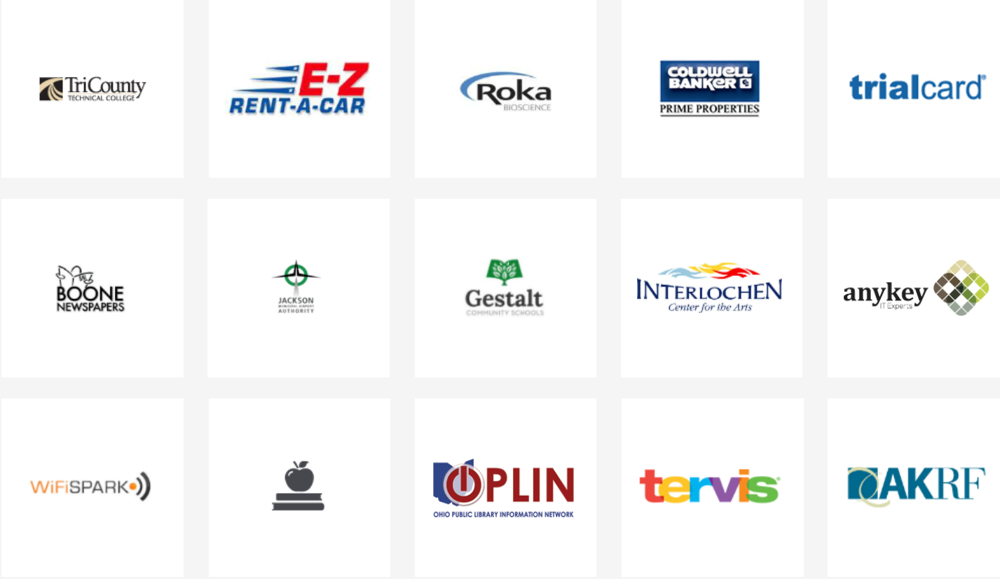 TriCounty
TECHNICAL COLLEGE
E-Z
RENT-A-CAR
Roka
BIOSCIENCE
COLDWELL
BANKER
PRIME PROPERTIES
trialcard®
BOONE
NEWSPAPERS
JACKSON
MUNICIPAL AIRPORT
AUTHORITY
Gestalt
COMMUNITY SCHOOLS
INTERLOCHEN
Center for the Arts
anykey
IT Experts
WiFiSPARK
OPLIN
OHIO PUBLIC LIBRARY INFORMATION NETWORK
tervis®
AKRF